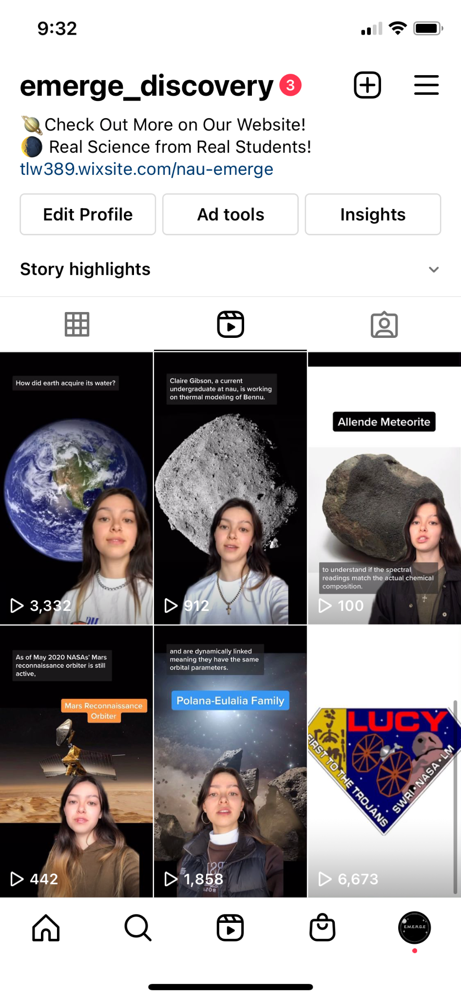 9:32
emerge_discovery 3
Check Out More on Our Website!
Real Science from Real Students!
tlw389.wixsite.com/nau-emerge
Edit Profile
Ad tools
Insights
Story highlights
How did earth acquire its water?
3,332
Claire Gibson, a current
undergraduate at nau, is working
on thermal modeling of Bennu.
912
Allende Meteorite
to understand if the spectral
readings match the actual chemical
composition.
100
As of May 2020 NASAs' Mars
reconnaissance orbiter is still
active,
Mars Reconnaissance
Orbiter
442
and are dynamically linked
meaning they have the same
orbital parameters.
Polana-Eulalia Family
1,858
LUCY
FIRST TO THE TROJANS
SWRI•NASA•LM
6,673
E.M.E.R.G.E